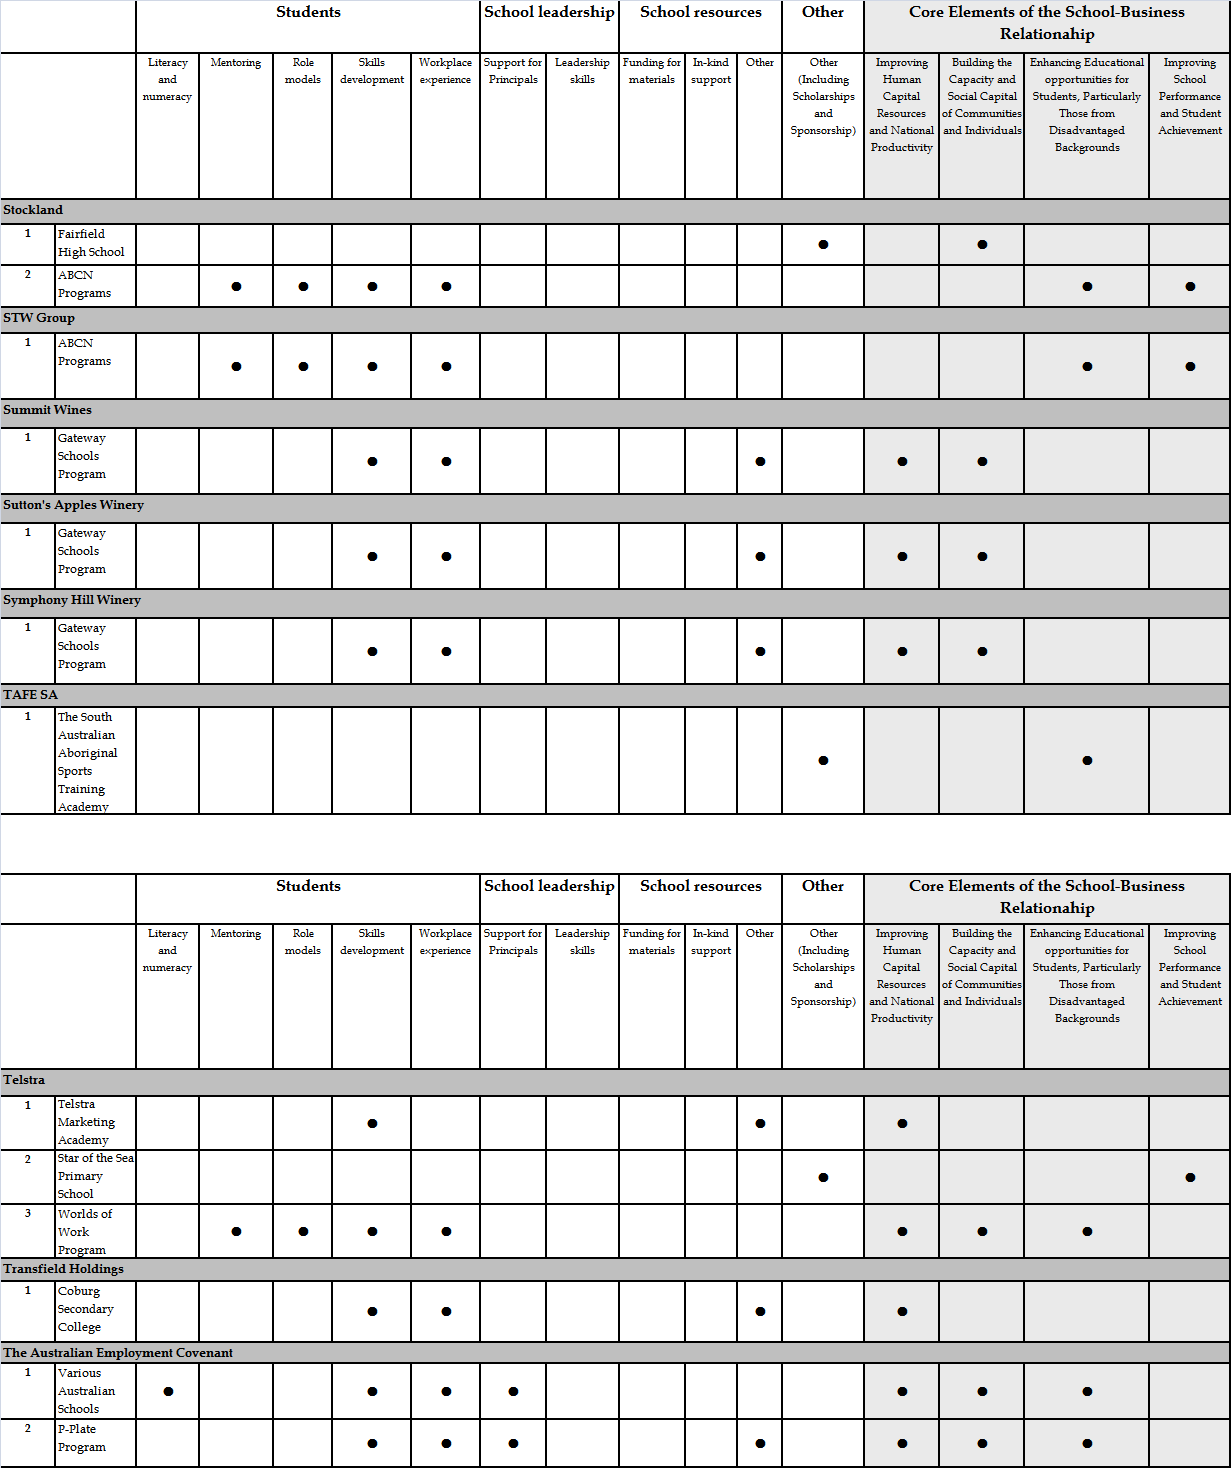 Students School leadership School resources Other Core Elements of the School-Business
Relationahip
Literacy Mentoring Role Skills Workplace Support for Leadership Funding for In-kind Other Other Improving Building the Enhancing Educational Improving
and models development experience Principals skills materials support (Including Human Capacity and opportunities for School
numeracy Scholarships Capital Social Capital Students, Particularly Performance
and Resources of Communities Those from and Student
Sponsorship) and National and Individuals Disadvantaged Achievement
Productivity Backgrounds
Stockland
1 Fairfield
High School
2 ABCN
Programs
STW Group
1 ABCN
Programs
Summit Wines
1 Gateway
Schools
Program
Sutton's Apples Winery
1 Gateway
Schools
Program
Symphony Hill Winery
1 Gateway
Schools
Program
TAFE SA
1 The South
Australian
Aboriginal
Sports
Training
Academy
Students School leadership School resources Other Core Elements of the School-Business
Relationahip
Literacy Mentoring Role Skills Workplace Support for Leadership Funding for In-kind Other Other Improving Building the Enhancing Educational Improving
and models development experience Principals skills materials support (Including Human Capacity and opportunities for School
numeracy Scholarships Capital Social Capital Students, Particularly Performance
and Resources of Communities Those from and Student
Sponsorship) and National and Individuals Disadvantaged Achievement
Productivity Backgrounds
Telstra
1 Telstra
Marketing
Academy
2 Star of the Sea
Primary
School
3 Worlds of
Work
Program
Transfield Holdings
1 Coburg
Secondary
College
The Australian Employment Covenant
1 Various
Australian
Schools
2 P-Plate
Program